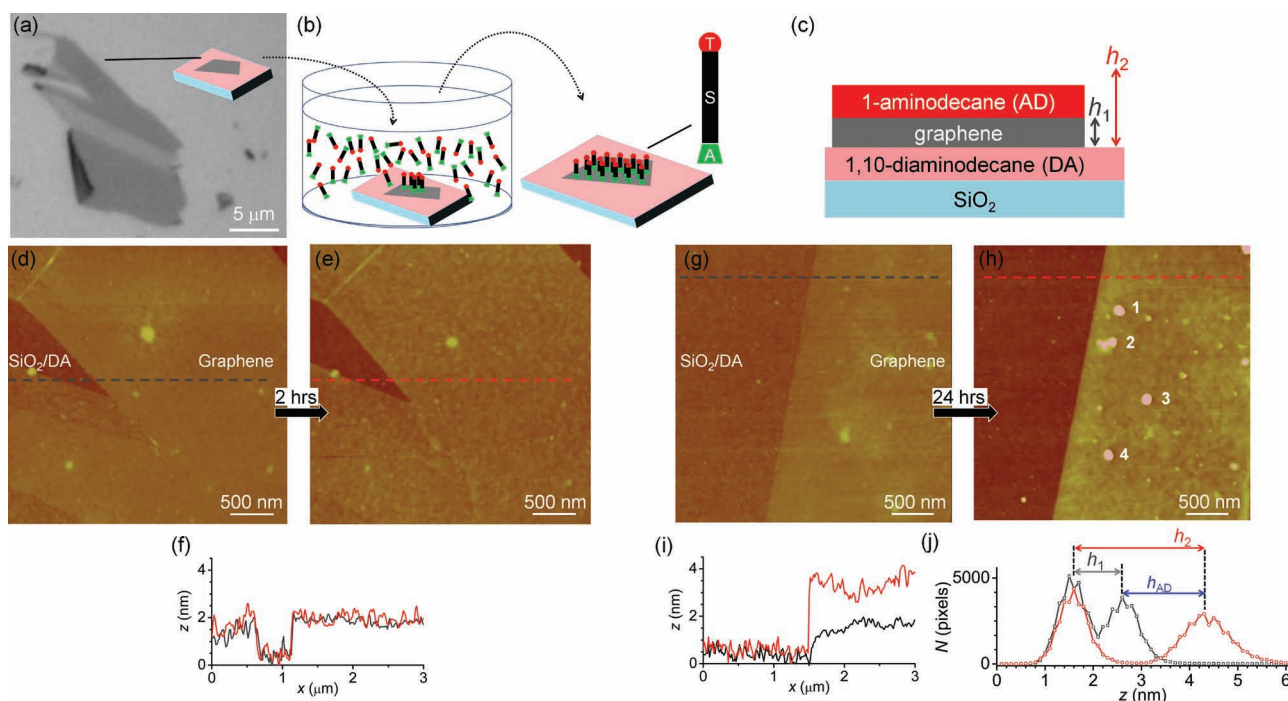 (a)
5 μm
(b)
T
S
A
(c)
h2
h1
1-aminodecane (AD)
graphene
1,10-diaminodecane (DA)
SiO2
(d)
SiO2/DA
Graphene
500 nm
2 hrs
(e)
500 nm
(g)
SiO2/DA
Graphene
500 nm
24 hrs
(h)
1
2
3
4
500 nm
(f)
z (nm)
4
2
0
0 1 2 3
x (μm)
(i)
z (nm)
4
2
0
0 1 2 3
x (μm)
(j)
h2
h1
hAD
N (pixels)
5000
0
0 1 2 3 4 5 6
z (nm)